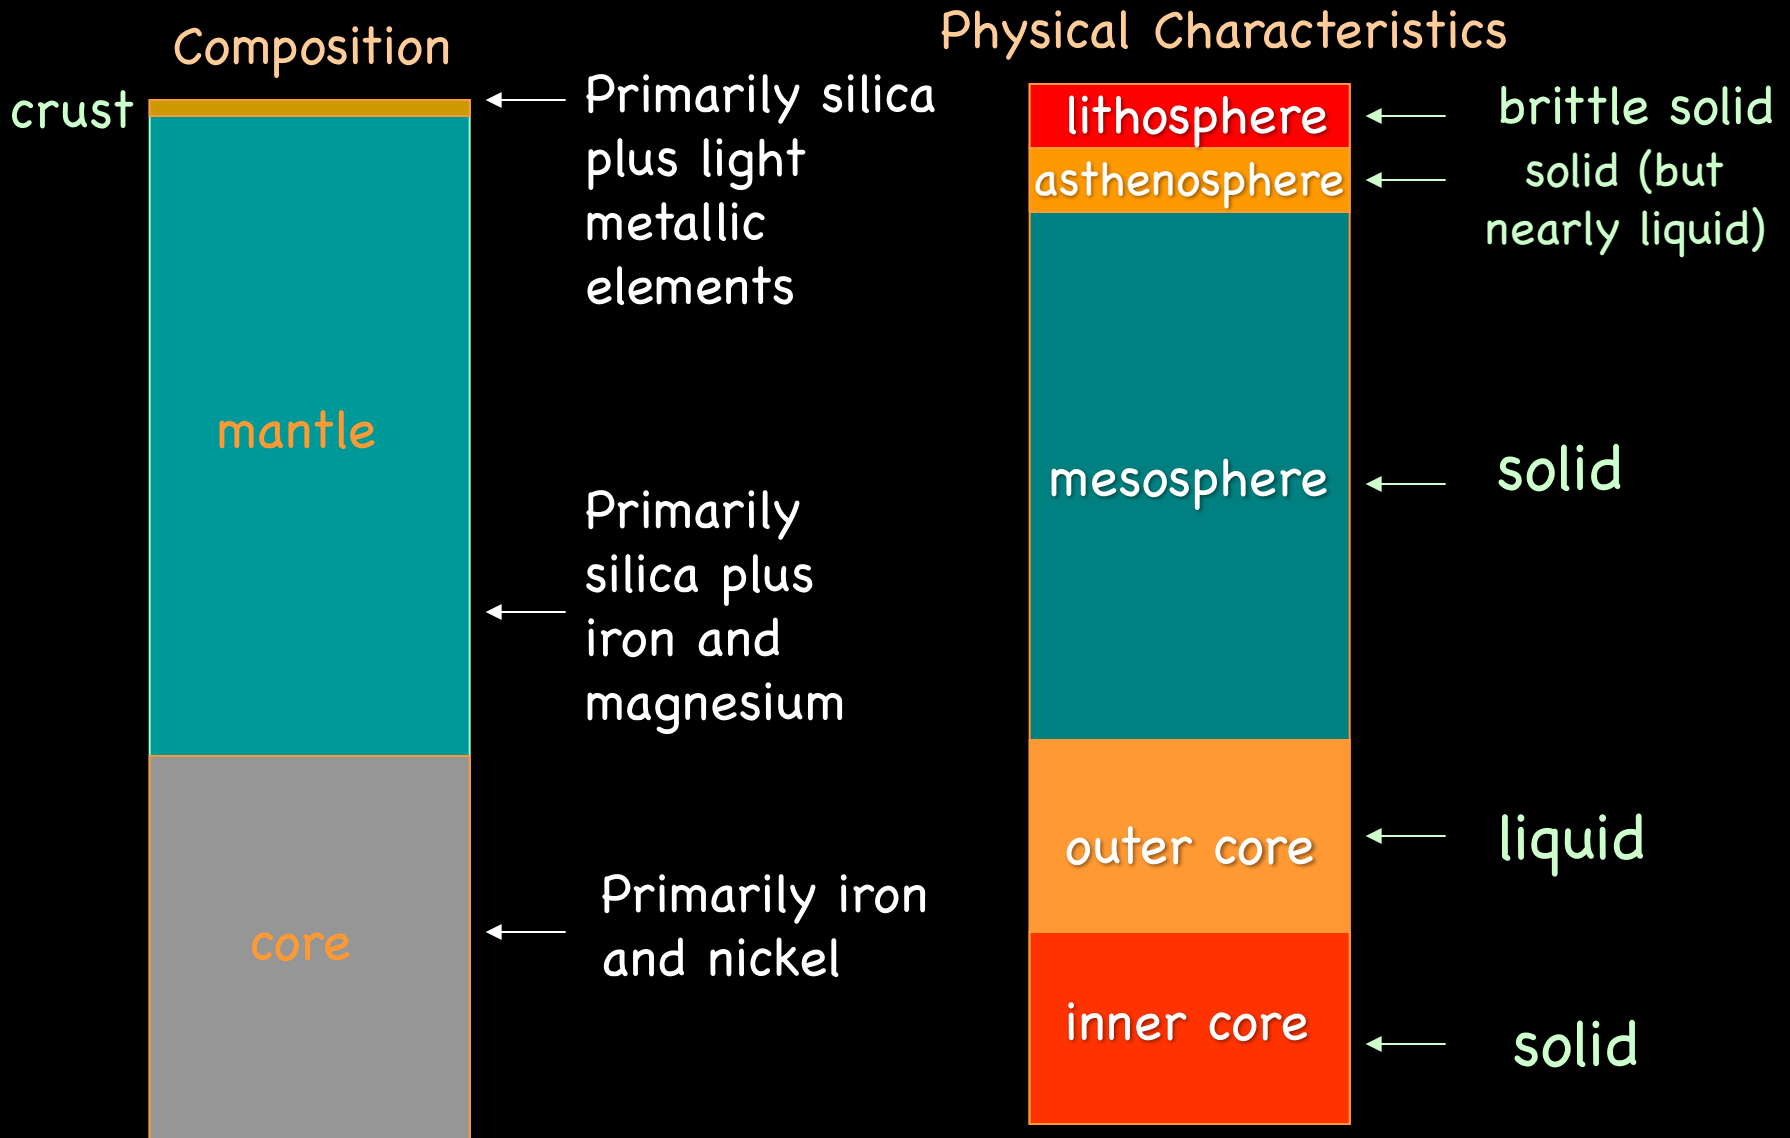 Composition
crust
Primarily silica
plus light
metallic
elements
mantle
Primarily
silica plus
iron and
magnesium
core
Primarily iron
and nickel
Physical Characteristics
lithosphere
brittle solid
asthenosphere
solid (but
nearly liquid)
mesosphere
solid
outer core
liquid
inner core
solid